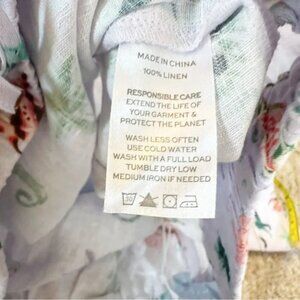 MADE IN CHINA
100% LINEN
RESPONSIBLE CARE
EXTEND THE LIFE OF
YOUR GARMENT &
PROTECT THE PLANET
WASH LESS OFTEN
USE COLD WATER
WASH WITH A FULL LOAD
TUMBLE DRY LOW
MEDIUM IRON IF NEEDED
30